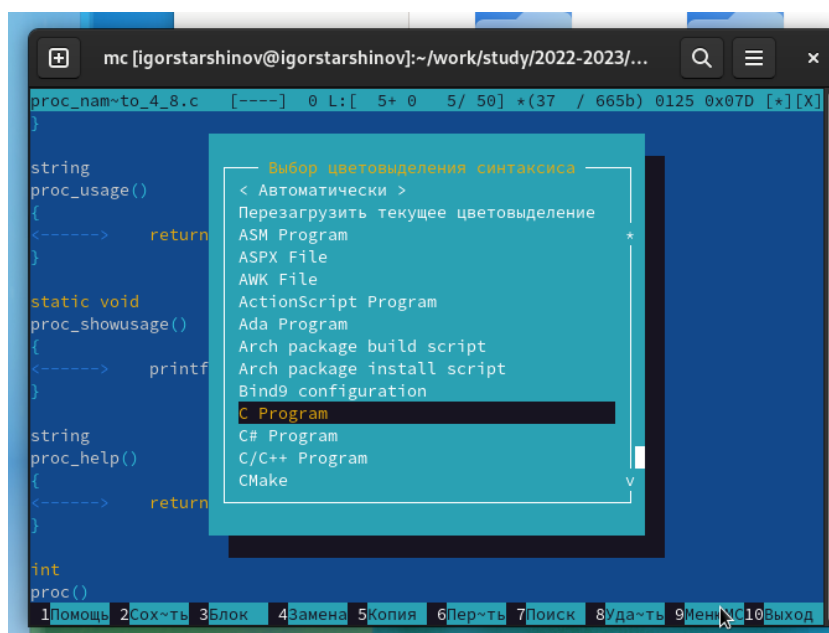 mc [igorstarshinov@igorstarshinov]:~/work/study/2022-2023/...
proc_nam~to_4_8.c [----] 0 L:[ 5+ 0 5/ 50] *(37 / 665b) 0125 0x07D [*][X]
}
string
proc_usage()
{
<------> return
}
static void
proc_showusage()
{
<------> printf
}
string
proc_help()
{
<------> return
}
int
proc()
Выбор цветовыделения синтаксиса
< Автоматически >
Перезагрузить текущее цветовыделение
ASM Program
ASPX File
AWK File
ActionScript Program
Ada Program
Arch package build script
Arch package install script
Bind9 configuration
C Program
C# Program
C/C++ Program
CMake
1Помощь 2Сох~ть 3Блок 4Замена 5Копия 6Пер~ть 7Поиск 8Уда~ть 9МенюMC10Выход